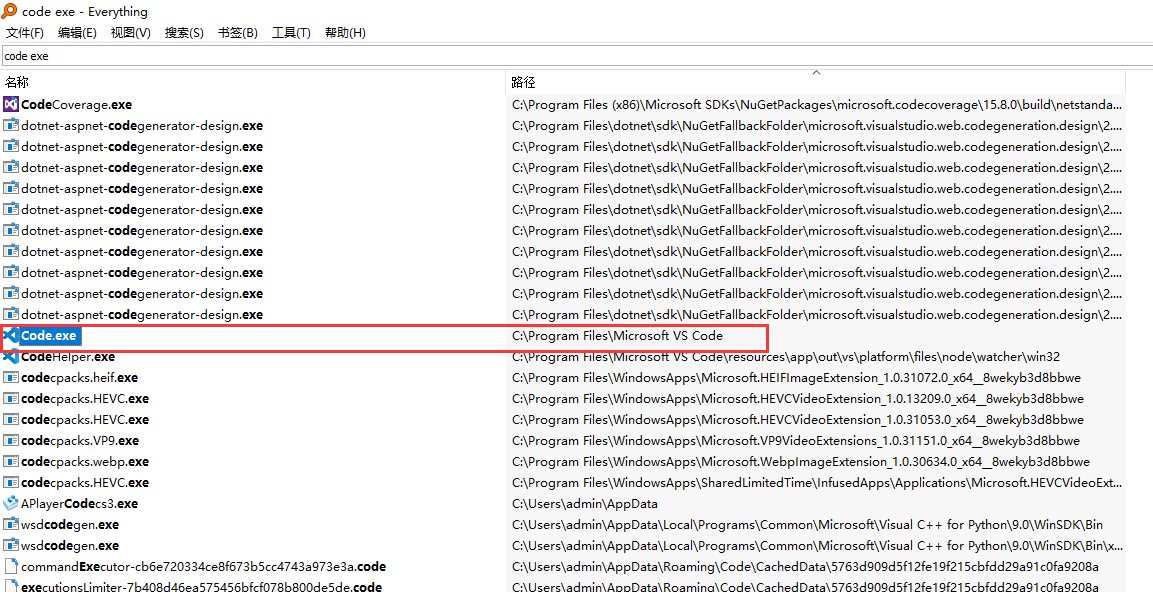 code exe - Everything
文件(F) 编辑(E) 视图(V) 搜索(S) 书签(B) 工具(T) 帮助(H)
code exe
名称 路径
CodeCoverage.exe C:\Program Files (x86)\Microsoft SDKs\NuGetPackages\microsoft.codecoverage\15.8.0\build\netstanda...
dotnet-aspnet-codegenerator-design.exe C:\Program Files\dotnet\sdk\NuGetFallbackFolder\microsoft.visualstudio.web.codegeneration.design\2....
dotnet-aspnet-codegenerator-design.exe C:\Program Files\dotnet\sdk\NuGetFallbackFolder\microsoft.visualstudio.web.codegeneration.design\2....
dotnet-aspnet-codegenerator-design.exe C:\Program Files\dotnet\sdk\NuGetFallbackFolder\microsoft.visualstudio.web.codegeneration.design\2....
dotnet-aspnet-codegenerator-design.exe C:\Program Files\dotnet\sdk\NuGetFallbackFolder\microsoft.visualstudio.web.codegeneration.design\2....
dotnet-aspnet-codegenerator-design.exe C:\Program Files\dotnet\sdk\NuGetFallbackFolder\microsoft.visualstudio.web.codegeneration.design\2....
dotnet-aspnet-codegenerator-design.exe C:\Program Files\dotnet\sdk\NuGetFallbackFolder\microsoft.visualstudio.web.codegeneration.design\2....
dotnet-aspnet-codegenerator-design.exe C:\Program Files\dotnet\sdk\NuGetFallbackFolder\microsoft.visualstudio.web.codegeneration.design\2....
dotnet-aspnet-codegenerator-design.exe C:\Program Files\dotnet\sdk\NuGetFallbackFolder\microsoft.visualstudio.web.codegeneration.design\2....
dotnet-aspnet-codegenerator-design.exe C:\Program Files\dotnet\sdk\NuGetFallbackFolder\microsoft.visualstudio.web.codegeneration.design\2....
dotnet-aspnet-codegenerator-design.exe C:\Program Files\dotnet\sdk\NuGetFallbackFolder\microsoft.visualstudio.web.codegeneration.design\2....
Code.exe C:\Program Files\Microsoft VS Code
CodeHelper.exe C:\Program Files\Microsoft VS Code\resources\app\out\vs\platform\files\node\watcher\win32
codecpacks.heif.exe C:\Program Files\WindowsApps\Microsoft.HEIFImageExtension_1.0.31072.0_x64__8wekyb3d8bbwe
codecpacks.HEVC.exe C:\Program Files\WindowsApps\Microsoft.HEVCVideoExtension_1.0.13209.0_x64__8wekyb3d8bbwe
codecpacks.HEVC.exe C:\Program Files\WindowsApps\Microsoft.HEVCVideoExtension_1.0.31053.0_x64__8wekyb3d8bbwe
codecpacks.VP9.exe C:\Program Files\WindowsApps\Microsoft.VP9VideoExtensions_1.0.31151.0_x64__8wekyb3d8bbwe
codecpacks.webp.exe C:\Program Files\WindowsApps\Microsoft.WebpImageExtension_1.0.30634.0_x64__8wekyb3d8bbwe
codecpacks.HEVC.exe C:\Program Files\WindowsApps\SharedLimitedTime\InfusedApps\Applications\Microsoft.HEVCVideoExt...
APlayerCodecs3.exe C:\Users\admin\AppData
wsdcodegen.exe C:\Users\admin\AppData\Local\Programs\Common\Microsoft\Visual C++ for Python\9.0\WinSDK\Bin
wsdcodegen.exe C:\Users\admin\AppData\Local\Programs\Common\Microsoft\Visual C++ for Python\9.0\WinSDK\Bin\x...
commandExecutor-cb6e720334ce8f673b5cc4743a973e3a.code C:\Users\admin\AppData\Roaming\Code\CachedData\5763d909d5f12fe19f215cbfdd29a91c0fa9208a
executionsLimiter-7b408d46ea575456bfcf078b800de5de.code C:\Users\admin\AppData\Roaming\Code\CachedData\5763d909d5f12fe19f215cbfdd29a91c0fa9208a